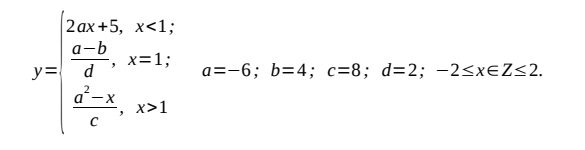 2ax+5, x<1;
y= a−b/d, x=1; a=−6; b=4; c=8; d=2; −2≤x∈Z≤2.
a²−x/c, x>1